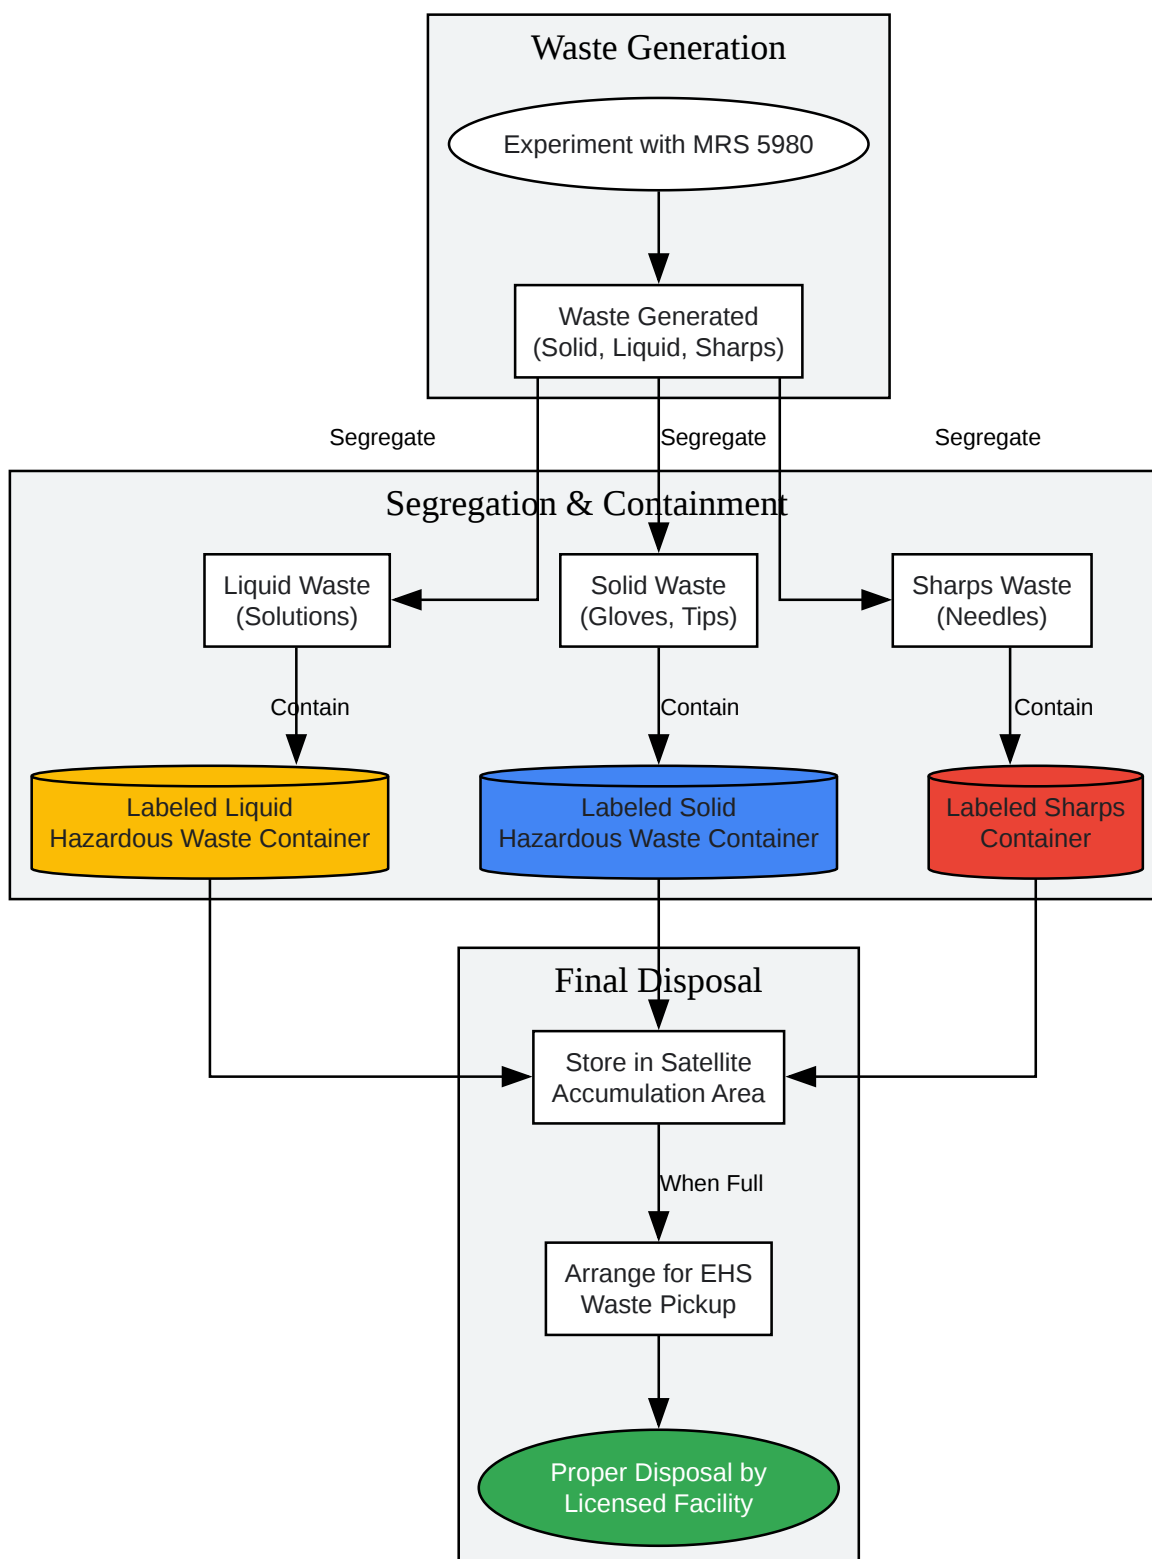 Waste Generation
Experiment with MRS 5980
Waste Generated
(Solid, Liquid, Sharps)
Segregate
Segregate
Segregate
Segregation & Containment
Liquid Waste
(Solutions)
Solid Waste
(Gloves, Tips)
Sharps Waste
(Needles)
Contain
Contain
Contain
Labeled Liquid
Hazardous Waste Container
Labeled Solid
Hazardous Waste Container
Labeled Sharps
Container
Final Disposal
Store in Satellite
Accumulation Area
When Full
Arrange for EHS
Waste Pickup
Proper Disposal by
Licensed Facility